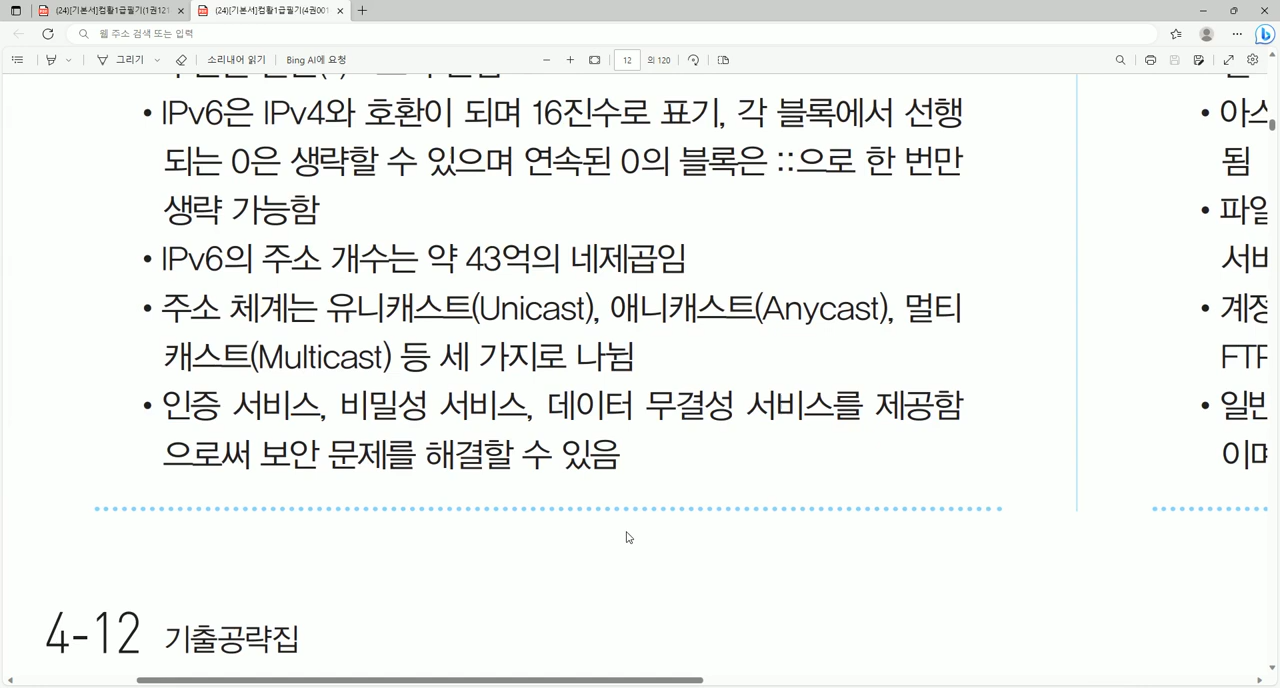 (24)[기본서]컴활1급필기(1권121
(24)[기본서]컴활1급필기(4권001
웹 주소 검색 또는 입력
그리기 소리내어 읽기 Bing AI에 요청 12 의 120
• IPv6은 IPv4와 호환이 되며 16진수로 표기, 각 블록에서 선행
되는 0은 생략할 수 있으며 연속된 0의 블록은 ::으로 한 번만
생략 가능함
• IPv6의 주소 개수는 약 43억의 네제곱임
• 주소 체계는 유니캐스트(Unicast), 애니캐스트(Anycast), 멀티
캐스트(Multicast) 등 세 가지로 나뉨
• 인증 서비스, 비밀성 서비스, 데이터 무결성 서비스를 제공함
으로써 보안 문제를 해결할 수 있음
• 아스
됨
• 파일
서버
• 계정
FTP
• 일반
이며
4-12 기출공략집